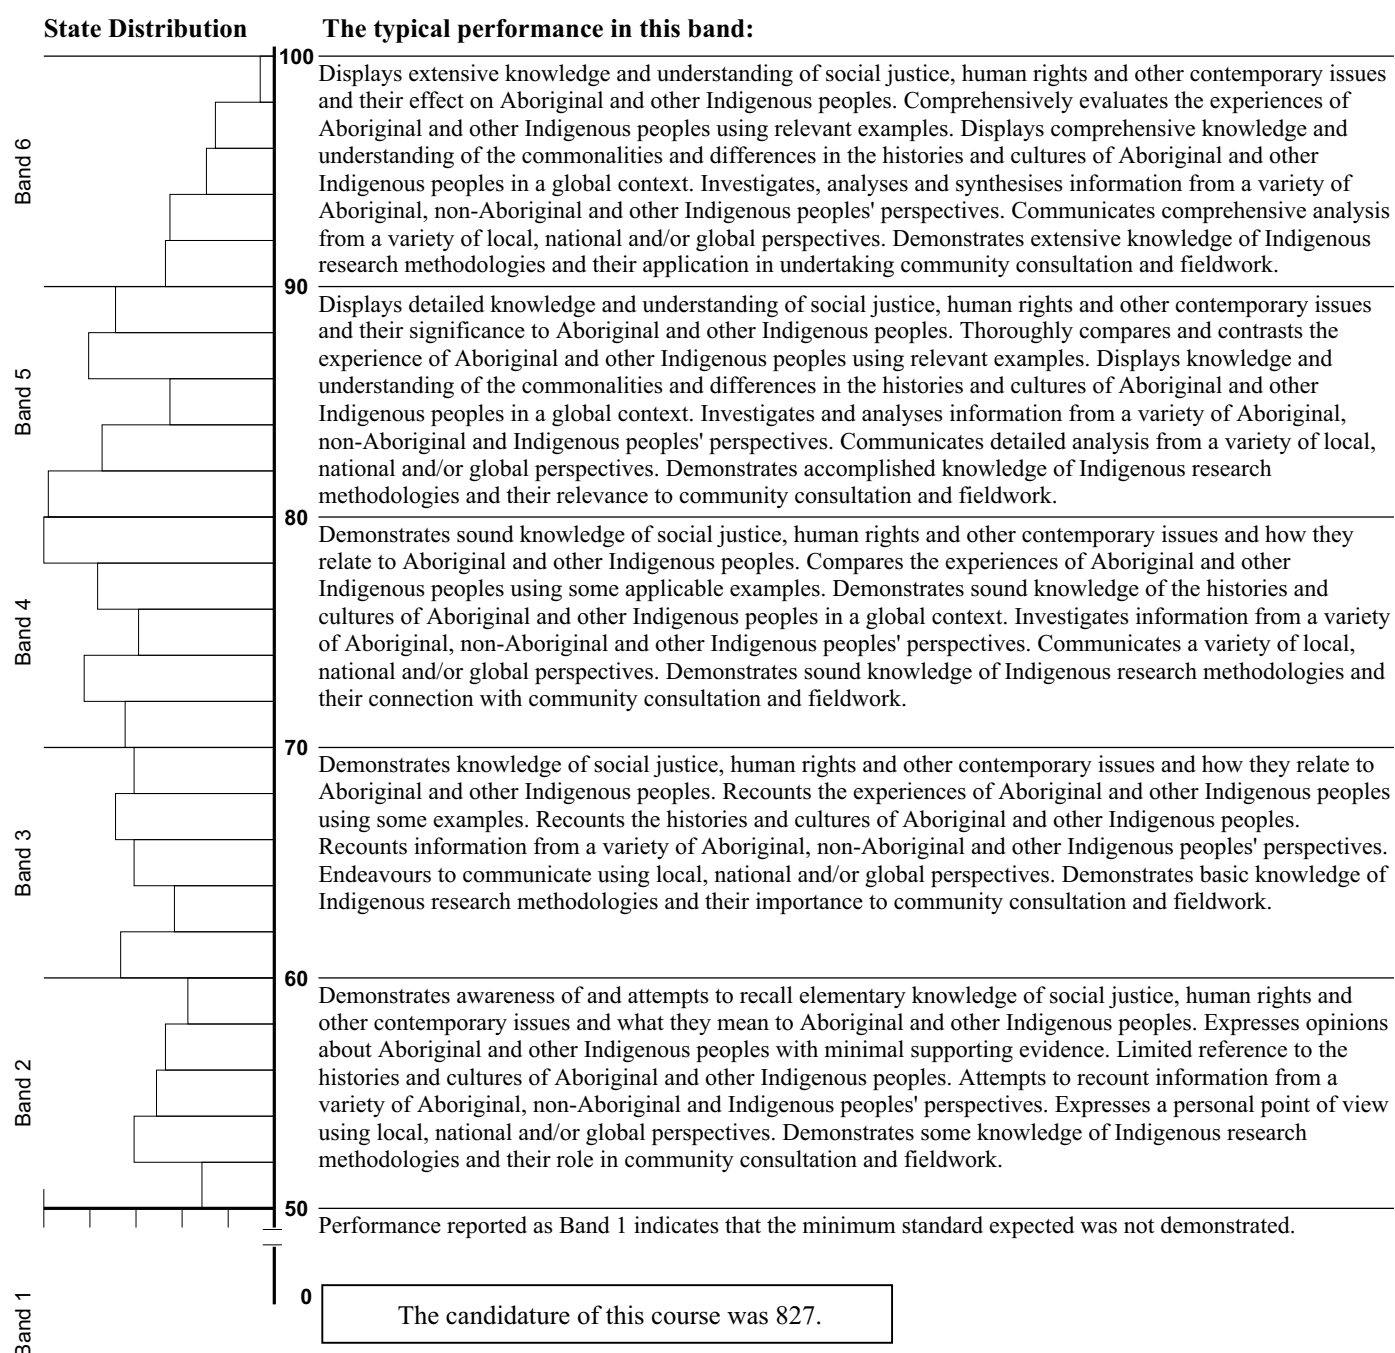 State Distribution
The typical performance in this band:
100
Band 6
Displays extensive knowledge and understanding of social justice, human rights and other contemporary issues
and their effect on Aboriginal and other Indigenous peoples. Comprehensively evaluates the experiences of
Aboriginal and other Indigenous peoples using relevant examples. Displays comprehensive knowledge and
understanding of the commonalities and differences in the histories and cultures of Aboriginal and other
Indigenous peoples in a global context. Investigates, analyses and synthesises information from a variety of
Aboriginal, non-Aboriginal and other Indigenous peoples' perspectives. Communicates comprehensive analysis
from a variety of local, national and/or global perspectives. Demonstrates extensive knowledge of Indigenous
research methodologies and their application in undertaking community consultation and fieldwork.
90
Band 5
Displays detailed knowledge and understanding of social justice, human rights and other contemporary issues
and their significance to Aboriginal and other Indigenous peoples. Thoroughly compares and contrasts the
experience of Aboriginal and other Indigenous peoples using relevant examples. Displays knowledge and
understanding of the commonalities and differences in the histories and cultures of Aboriginal and other
Indigenous peoples in a global context. Investigates and analyses information from a variety of Aboriginal,
non-Aboriginal and Indigenous peoples' perspectives. Communicates detailed analysis from a variety of local,
national and/or global perspectives. Demonstrates accomplished knowledge of Indigenous research
methodologies and their relevance to community consultation and fieldwork.
80
Band 4
Demonstrates sound knowledge of social justice, human rights and other contemporary issues and how they
relate to Aboriginal and other Indigenous peoples. Compares the experiences of Aboriginal and other
Indigenous peoples using some applicable examples. Demonstrates sound knowledge of the histories and
cultures of Aboriginal and other Indigenous peoples in a global context. Investigates information from a variety
of Aboriginal, non-Aboriginal and other Indigenous peoples' perspectives. Communicates a variety of local,
national and/or global perspectives. Demonstrates sound knowledge of Indigenous research methodologies and
their connection with community consultation and fieldwork.
70
Band 3
Demonstrates knowledge of social justice, human rights and other contemporary issues and how they relate to
Aboriginal and other Indigenous peoples. Recounts the experiences of Aboriginal and other Indigenous peoples
using some examples. Recounts the histories and cultures of Aboriginal and other Indigenous peoples.
Recounts information from a variety of Aboriginal, non-Aboriginal and other Indigenous peoples' perspectives.
Endeavours to communicate using local, national and/or global perspectives. Demonstrates basic knowledge of
Indigenous research methodologies and their importance to community consultation and fieldwork.
60
Band 2
Demonstrates awareness of and attempts to recall elementary knowledge of social justice, human rights and
other contemporary issues and what they mean to Aboriginal and other Indigenous peoples. Expresses opinions
about Aboriginal and other Indigenous peoples with minimal supporting evidence. Limited reference to the
histories and cultures of Aboriginal and other Indigenous peoples. Attempts to recount information from a
variety of Aboriginal, non-Aboriginal and Indigenous peoples' perspectives. Expresses a personal point of view
using local, national and/or global perspectives. Demonstrates some knowledge of Indigenous research
methodologies and their role in community consultation and fieldwork.
50
Performance reported as Band 1 indicates that the minimum standard expected was not demonstrated.
0
Band 1
The candidature of this course was 827.